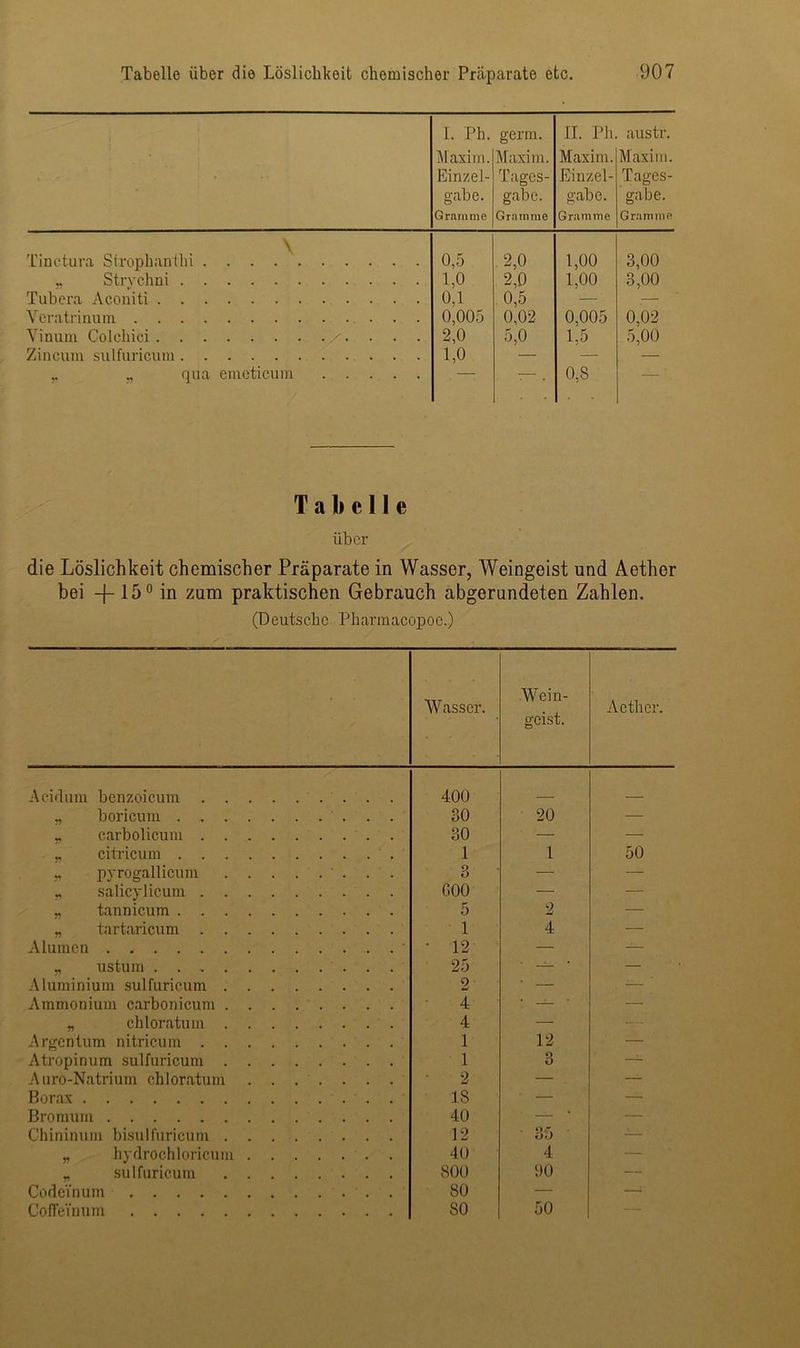 Tabelle über die Löslichkeit chemischer Präparate etc. 907
I. Ph. germ. II. Ph. austr.
Maxim. Maxim. Maxim. Maxim.
Einzel- Tages- Einzel- Tages-
gabe. gabe. gabe. gabe.
Gramme Gramme Gramme Gramme
Tinctura Strophanthi . . . . . . . . . . 0,5 2,0 1,00 3,00
„ Strychni . . . . . . . . . . . 1,0 2,0 1,00 3,00
Tubera Aconiti . . . . . . . . . . . . 0,1 0,5 — —
Veratrinum . . . . . . . . . . . . . 0,005 0,02 0,005 0,02
Vinum Colchici . . . . . . . . . . . . 2,0 5,0 1,5 5,00
Zincum sulfuricum . . . . . . . . . . . 1,0 — — —
„ „ qua emeticum . . . . . — — 0,8 —
Tabelle
über
die Löslichkeit chemischer Präparate in Wasser, Weingeist und Aether
bei + 15⁰ in zum praktischen Gebrauch abgerundeten Zahlen.
(Deutsche Pharmacopoe.)
Wasser. Wein- Aether.
geist.
Acidum benzoicum . . . . . . . . . . 400 — —
„ boricum . . . . . . . . . . . 30 20 —
„ carbolicum . . . . . . . . . . 30 — —
„ citricum . . . . . . . . . . . 1 1 50
„ pyrogallicum . . . . . . . . . 3 — —
„ salicylicum . . . . . . . . . . 600 — —
„ tannicum . . . . . . . . . . . 5 2 —
„ tartaricum . . . . . . . . . . 1 4 —
Alumen . . . . . . . . . . . . . . 12 — —
„ ustum . . . . . . . . . . . . 25 — —
Aluminium sulfuricum . . . . . . . . . 2 — —
Ammonium carbonicum . . . . . . . . . 4 — —
„ chloratum . . . . . . . . . 4 — —
Argentum nitricum . . . . . . . . . . 1 12 —
Atropinum sulfuricum . . . . . . . . . 1 3 —
Auro-Natrium chloratum . . . . . . . . 2 — —
Borax . . . . . . . . . . . . . . . 18 — —
Bromum . . . . . . . . . . . . . . 40 — —
Chininum bisulfuricum . . . . . . . . . 12 35 —
„ hydrochloricum . . . . . . . . 40 4 —
„ sulfuricum . . . . . . . . . 800 90 —
Codeïnum . . . . . . . . . . . . . 80 — —
Coffeïnum . . . . . . . . . . . . . 80 50 —